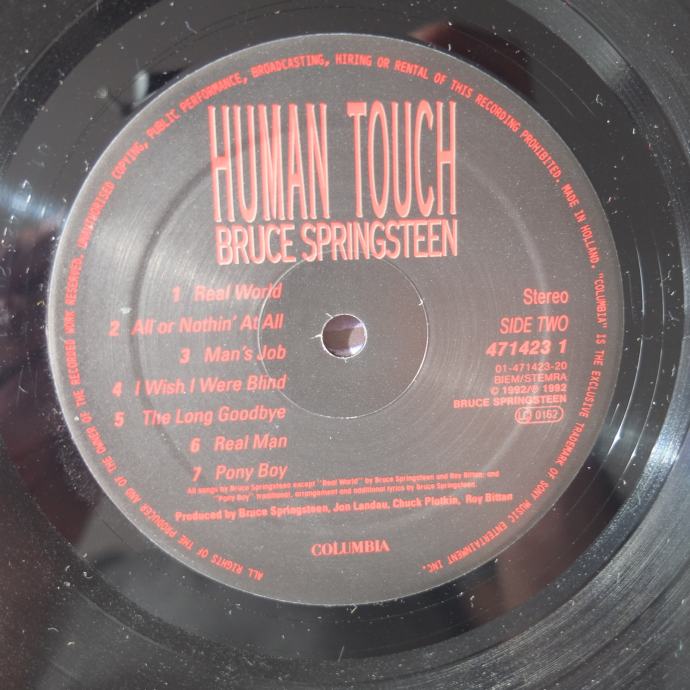 ALL RIGHTS OF THE PRODUCER AND OF THE OWNER OF THE RECORDED WORK RESERVED. UNAUTHORISED COPYING, PUBLIC PERFORMANCE, BROADCASTING, HIRING OR RENTAL OF THIS RECORDING PROHIBITED. MADE IN HOLLAND. "COLUMBIA" IS THE EXCLUSIVE TRADEMARK OF SONY MUSIC ENTERTAINMENT INC.
HUMAN TOUCH
BRUCE SPRINGSTEEN
1 Real World
2 All or Nothin' At All
3 Man's Job
4 I Wish I Were Blind
5 The Long Goodbye
6 Real Man
7 Pony Boy
Stereo
SIDE TWO
471423 1
01-471423-20
BIEM/STEMRA
© 1992/℗ 1992
BRUCE SPRINGSTEEN
LC 0162
All songs by Bruce Springsteen except "Real World" by Bruce Springsteen and Roy Bittan; and
"Pony Boy" traditional, arrangement and additional lyrics by Bruce Springsteen.
Produced by Bruce Springsteen, Jon Landau, Chuck Plotkin, Roy Bittan
COLUMBIA